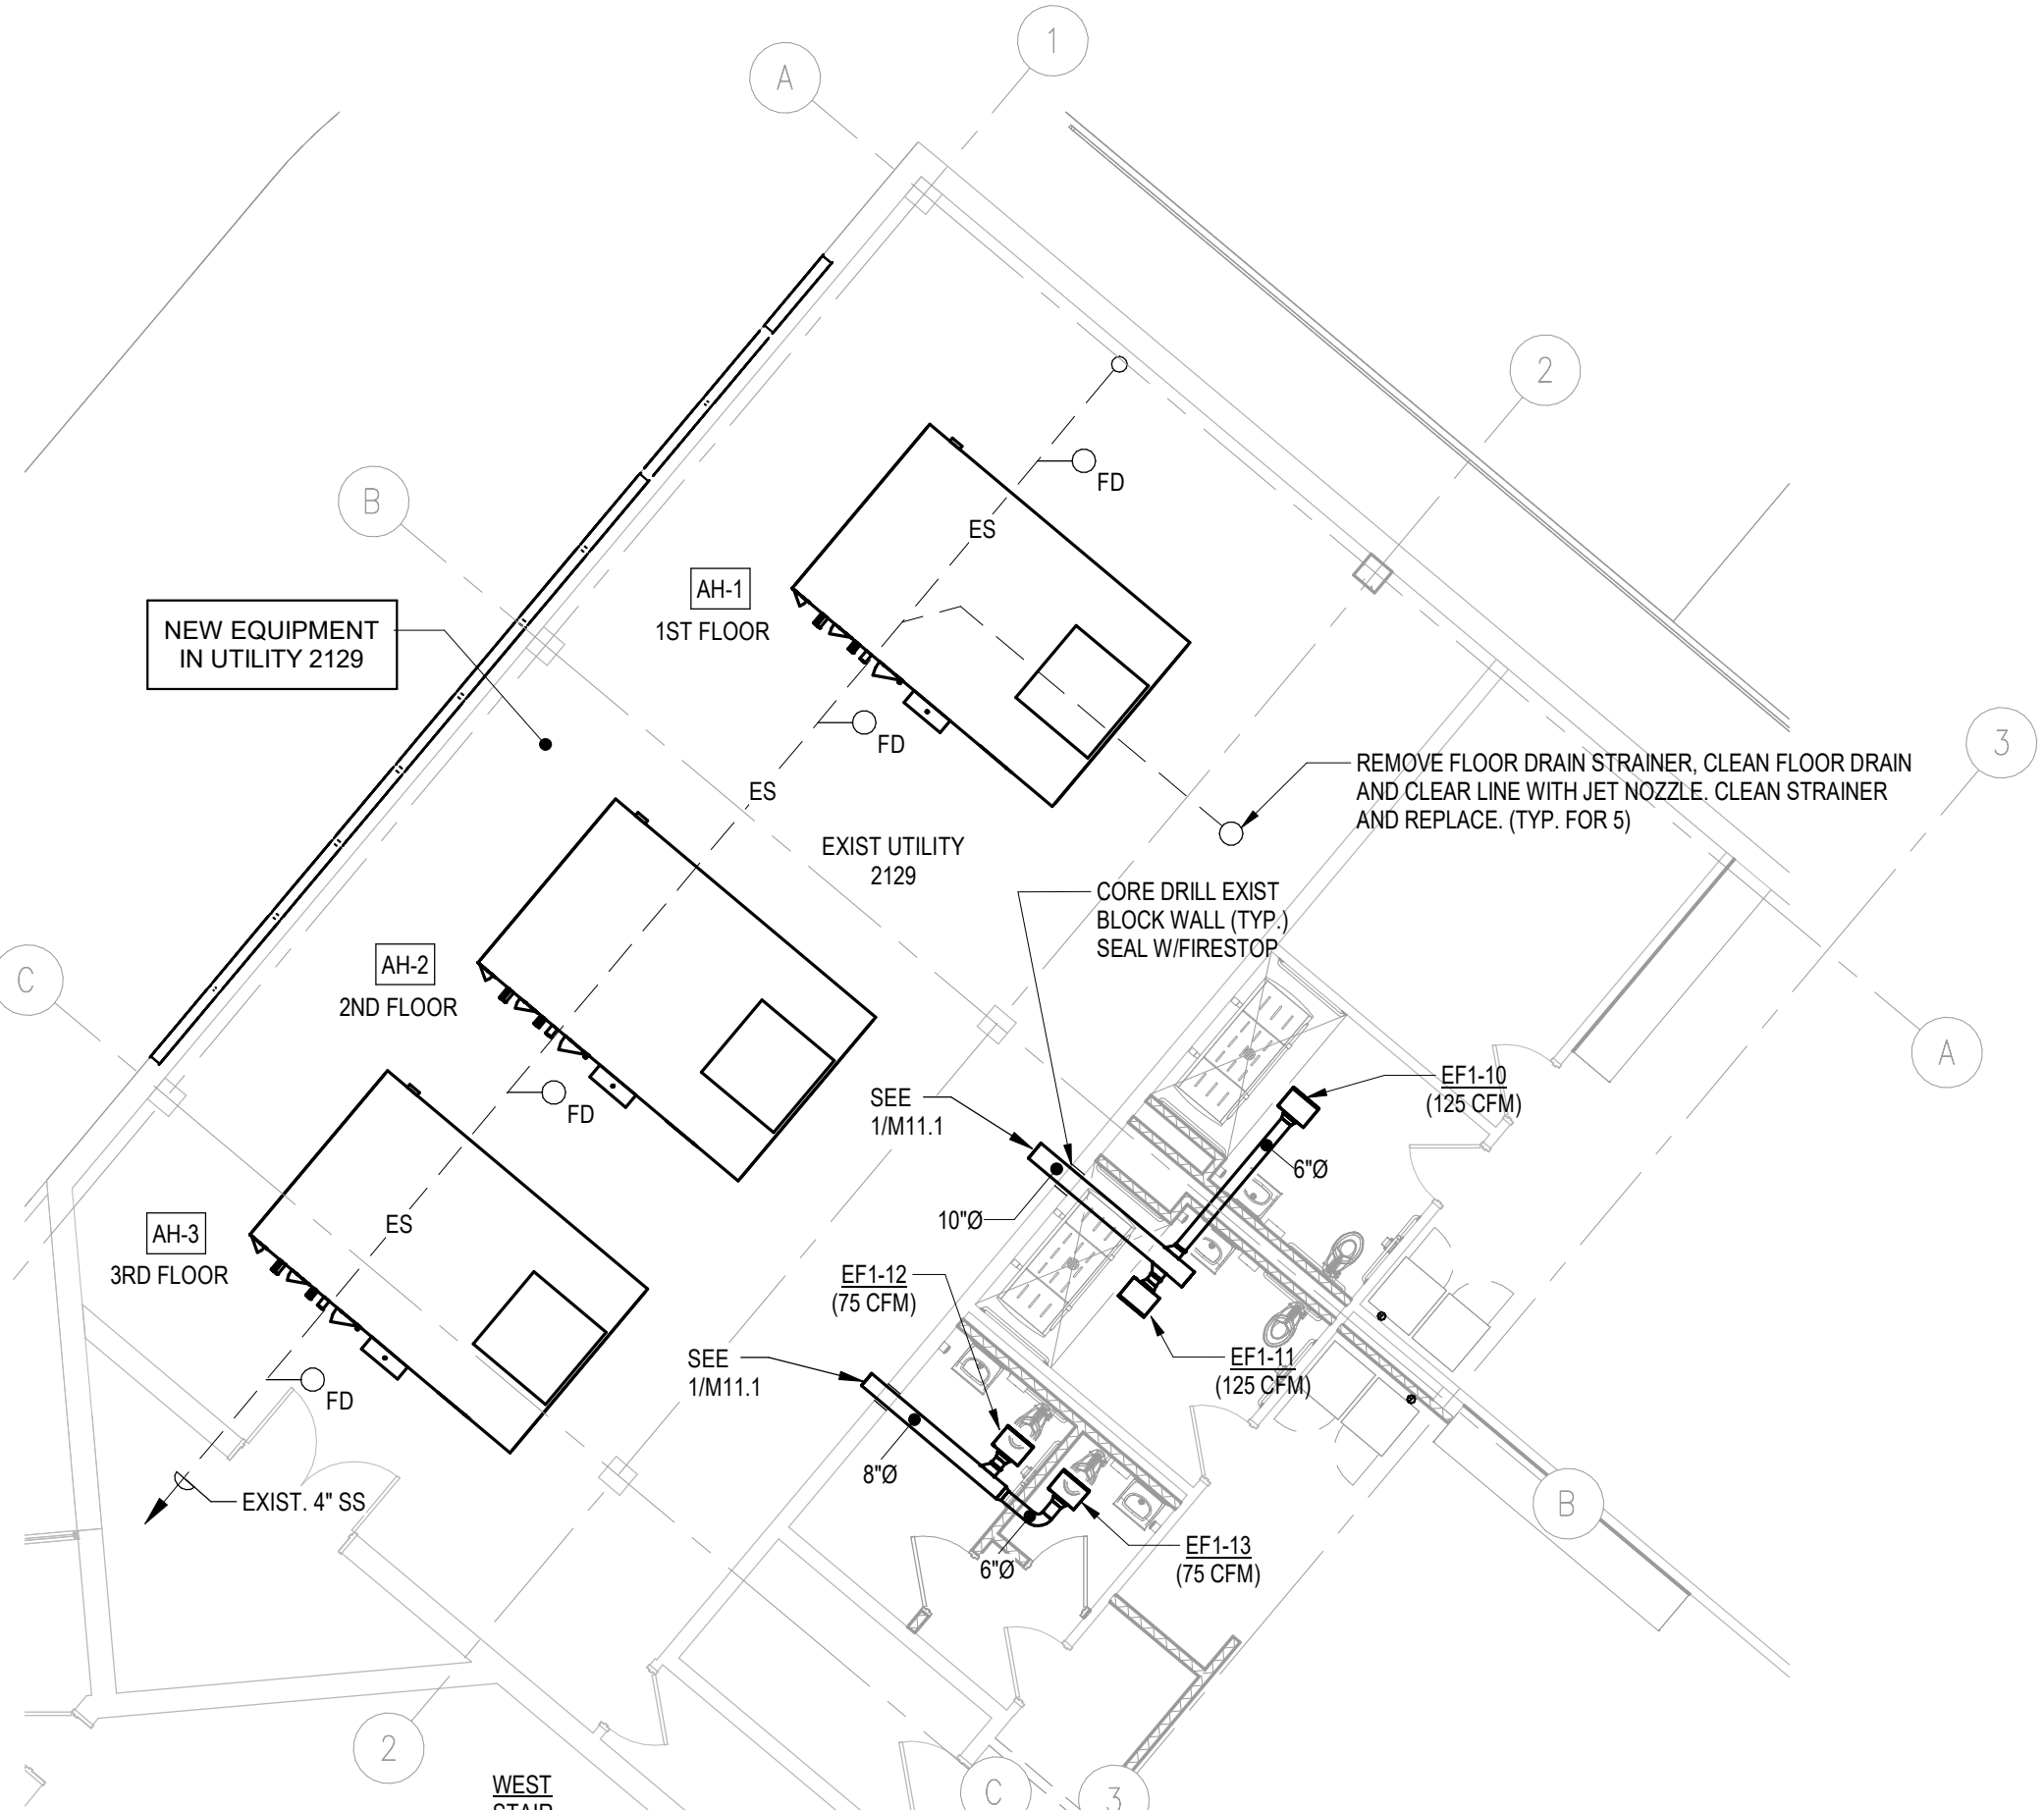 1
A
2
B
FD
ES
AH-1
1ST FLOOR
NEW EQUIPMENT
IN UTILITY 2129
FD
3
REMOVE FLOOR DRAIN STRAINER, CLEAN FLOOR DRAIN
AND CLEAR LINE WITH JET NOZZLE. CLEAN STRAINER
AND REPLACE. (TYP. FOR 5)
ES
EXIST UTILITY
2129
CORE DRILL EXIST
BLOCK WALL (TYP.)
SEAL W/FIRESTOP
C
AH-2
2ND FLOOR
A
FD
SEE
1/M11.1
EF1-10
(125 CFM)
6"Ø
10"Ø
AH-3
3RD FLOOR
ES
EF1-12
(75 CFM)
SEE
1/M11.1
EF1-11
(125 CFM)
FD
8"Ø
EXIST. 4" SS
B
EF1-13
(75 CFM)
6"Ø
2
WEST
STAIR
C
3